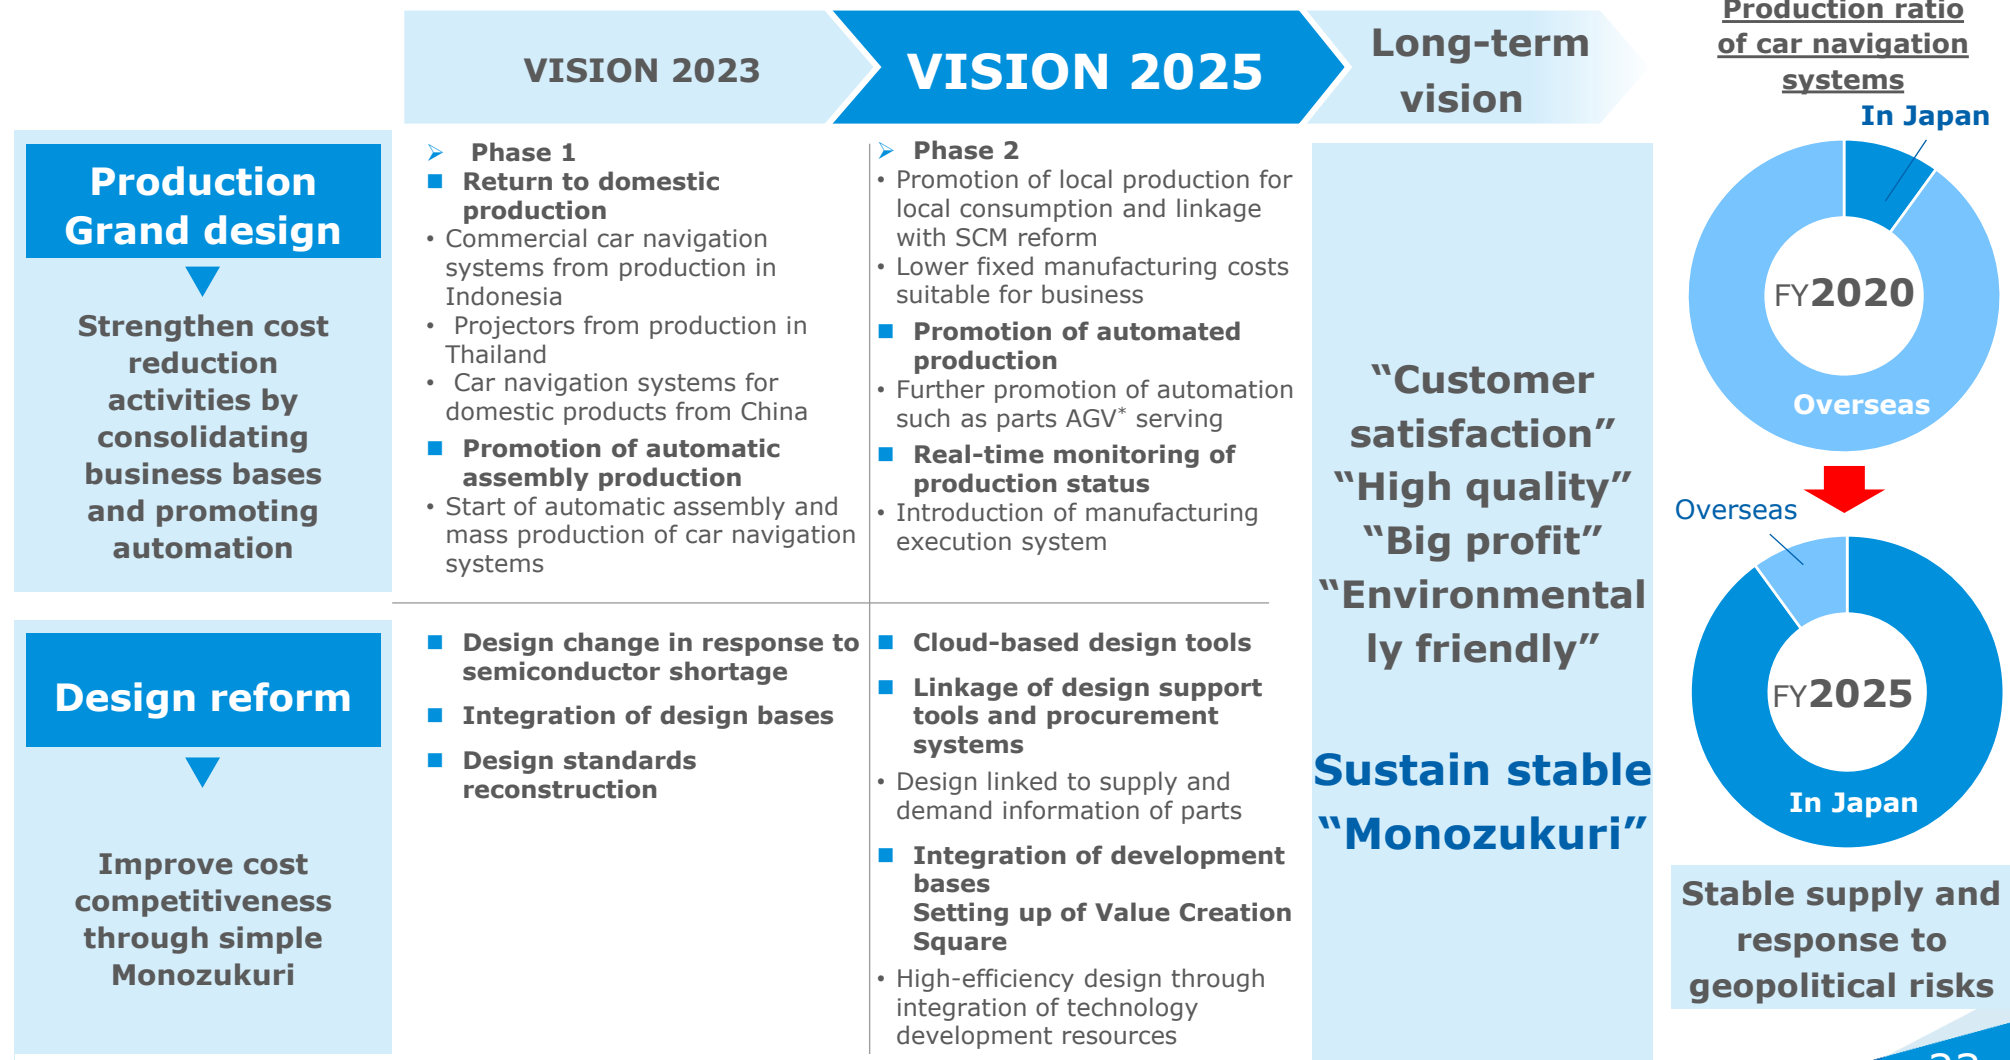 VISION 2023
VISION 2025
Long-term
vision
Production ratio
of car navigation
systems
Production
Grand design
Strengthen cost
reduction
activities by
consolidating
business bases
and promoting
automation
➢ Phase 1
■ Return to domestic
production
• Commercial car navigation
systems from production in
Indonesia
• Projectors from production in
Thailand
• Car navigation systems for
domestic products from China
■ Promotion of automatic
assembly production
• Start of automatic assembly and
mass production of car navigation
systems
➢ Phase 2
• Promotion of local production for
local consumption and linkage
with SCM reform
• Lower fixed manufacturing costs
suitable for business
■ Promotion of automated
production
• Further promotion of automation
such as parts AGV* serving
■ Real-time monitoring of
production status
• Introduction of manufacturing
execution system
Design reform
Improve cost
competitiveness
through simple
Monozukuri
■ Design change in response to
semiconductor shortage
■ Integration of design bases
■ Design standards
reconstruction
■ Cloud-based design tools
■ Linkage of design support
tools and procurement
systems
• Design linked to supply and
demand information of parts
■ Integration of development
bases
Setting up of Value Creation
Square
• High-efficiency design through
integration of technology
development resources
“Customer
satisfaction”
“High quality”
“Big profit”
“Environmental
ly friendly”
Sustain stable
“Monozukuri”
In Japan
FY2020
Overseas
Overseas
FY2025
In Japan
Stable supply and
response to
geopolitical risks